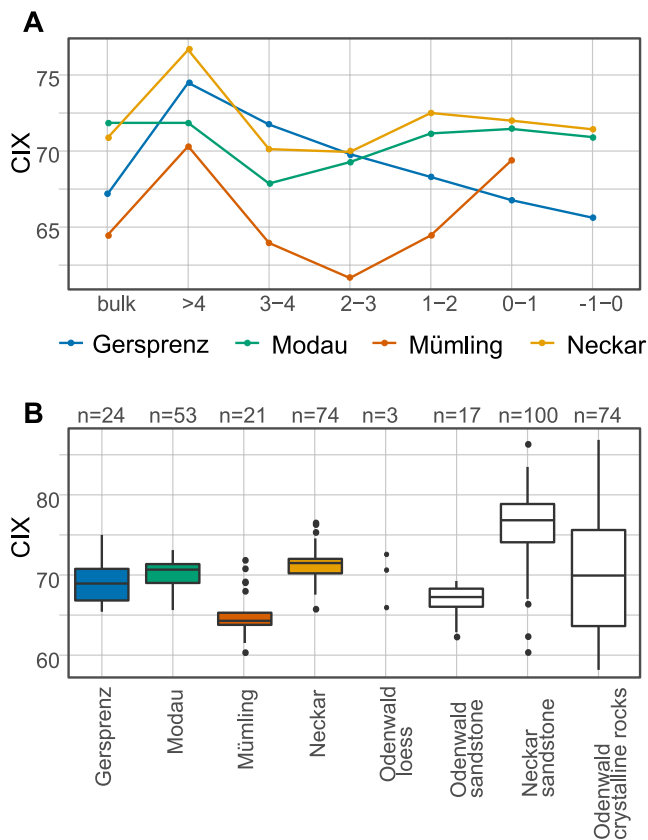 A
CIX
75
70
65
bulk >4 3−4 2−3 1−2 0−1 -1−0
Gersprenz Modau Mümling Neckar
B
n=24 n=53 n=21 n=74 n=3 n=17 n=100 n=74
CIX
80
70
60
Gersprenz
Modau
Mümling
Neckar
Odenwald
loess
Odenwald
sandstone
Neckar
sandstone
Odenwald
crystalline rocks